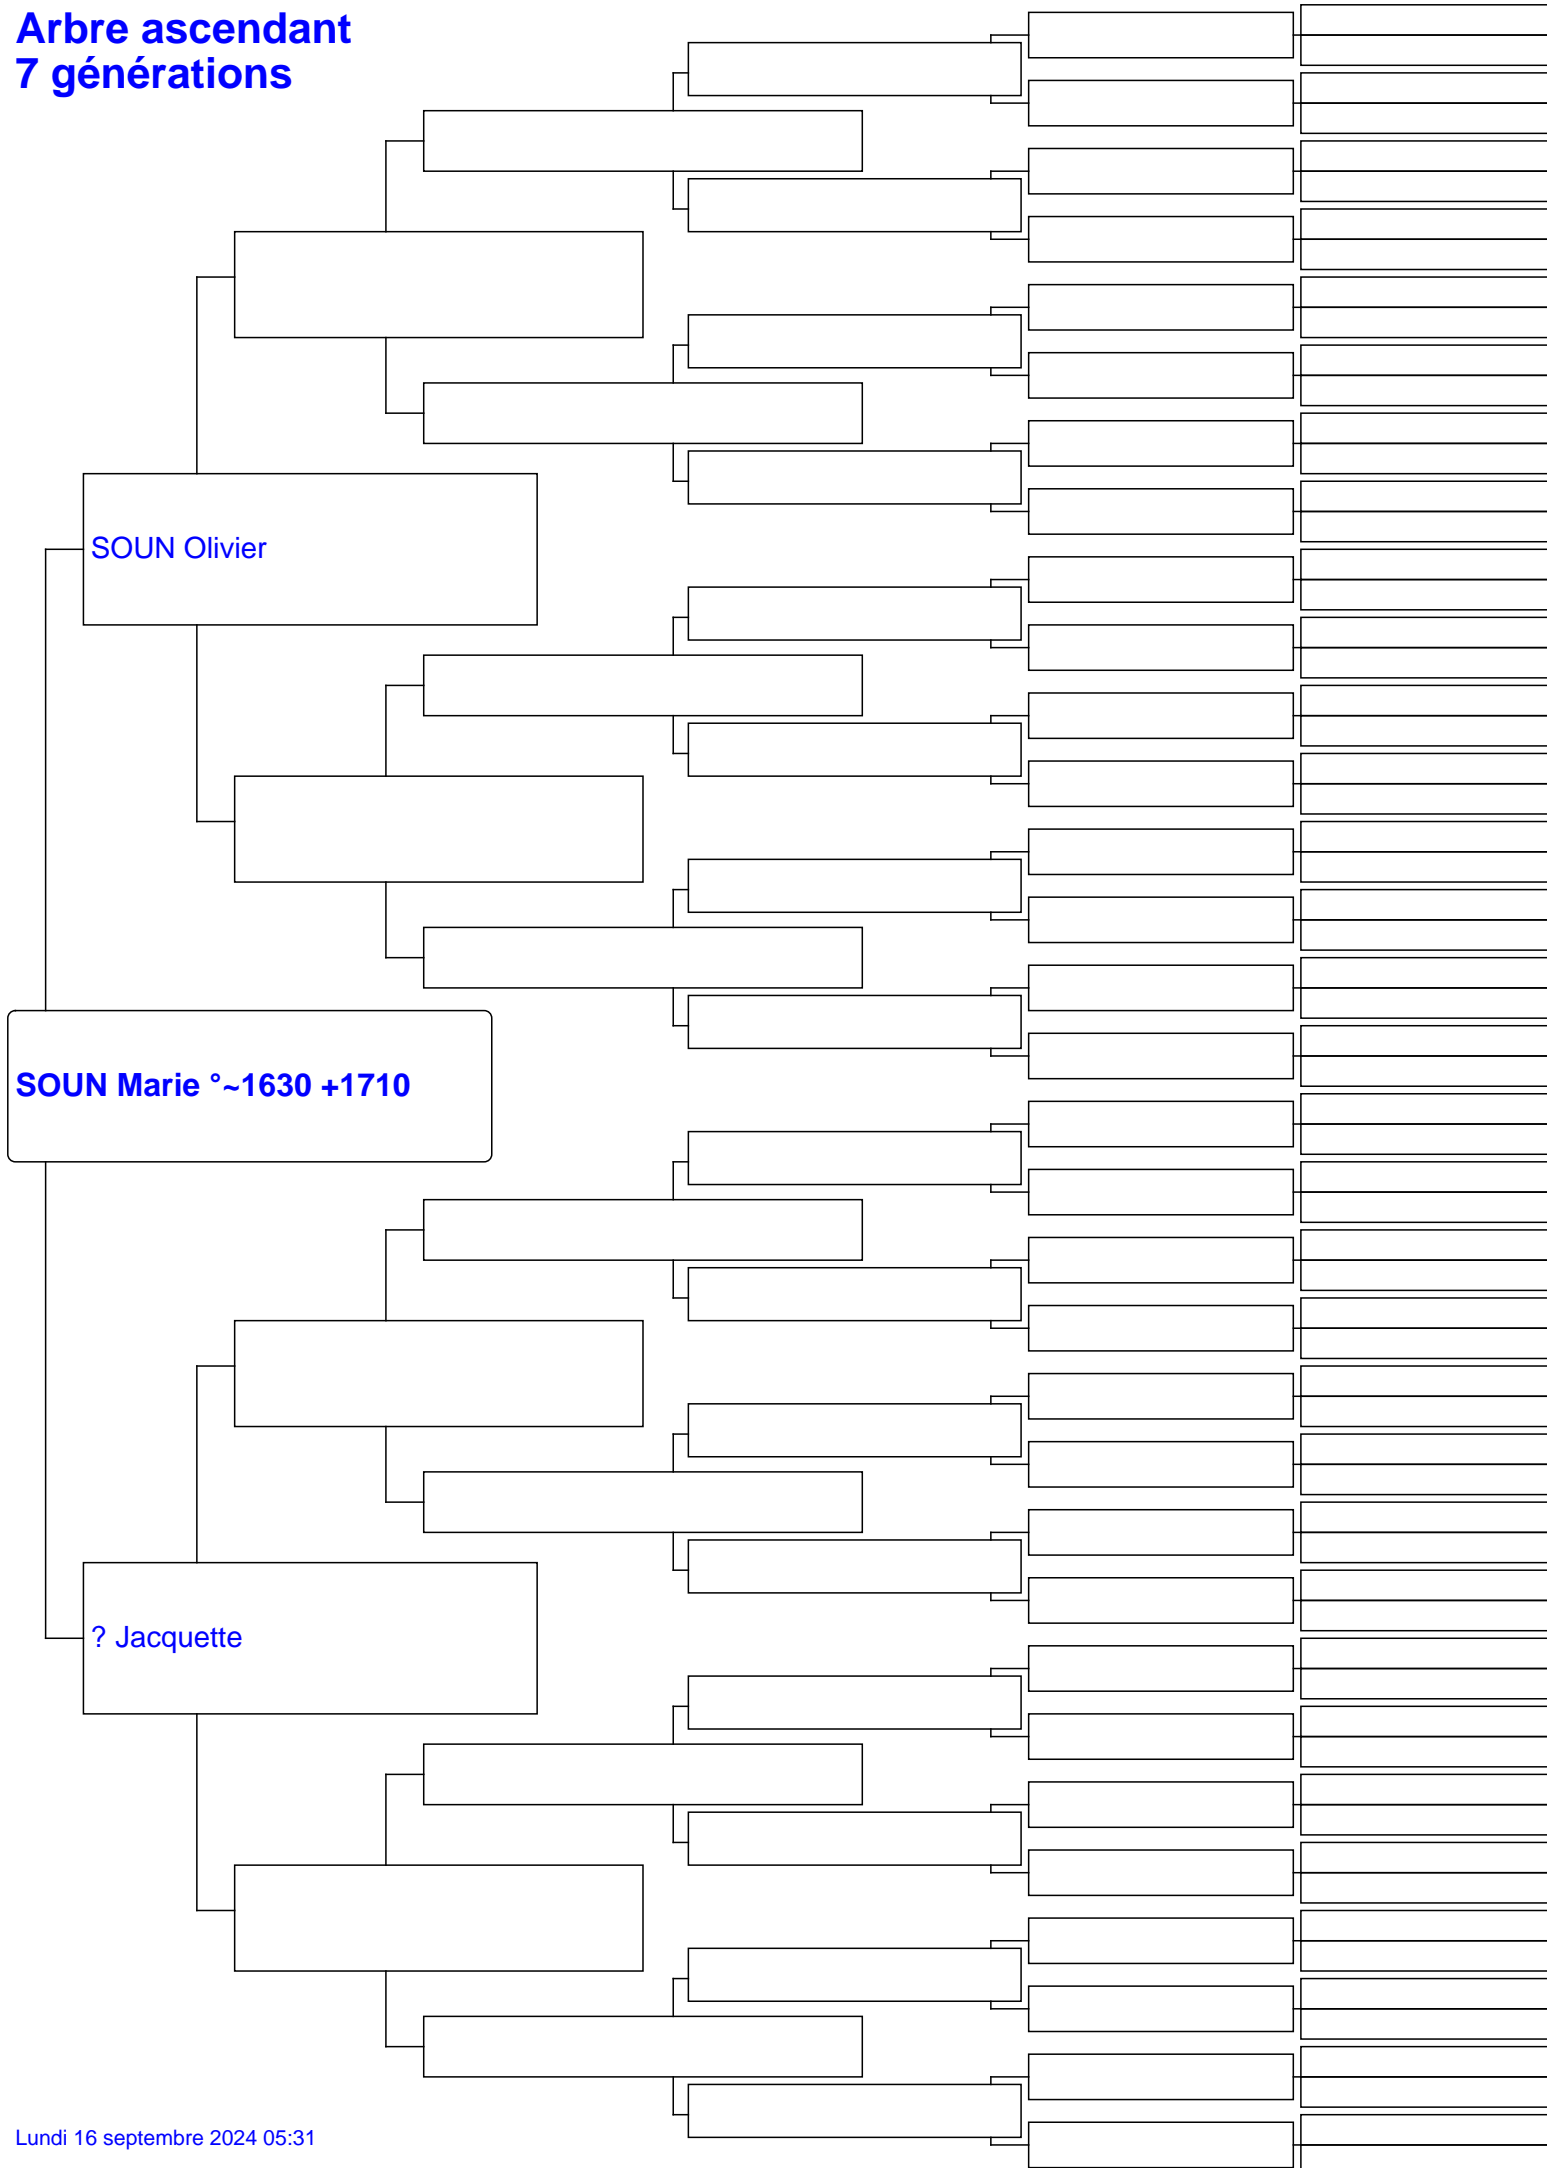 Arbre ascendant
7 générations
SOUN Olivier
SOUN Marie °~1630 +1710
? Jacquette
Lundi 16 septembre 2024 05:31